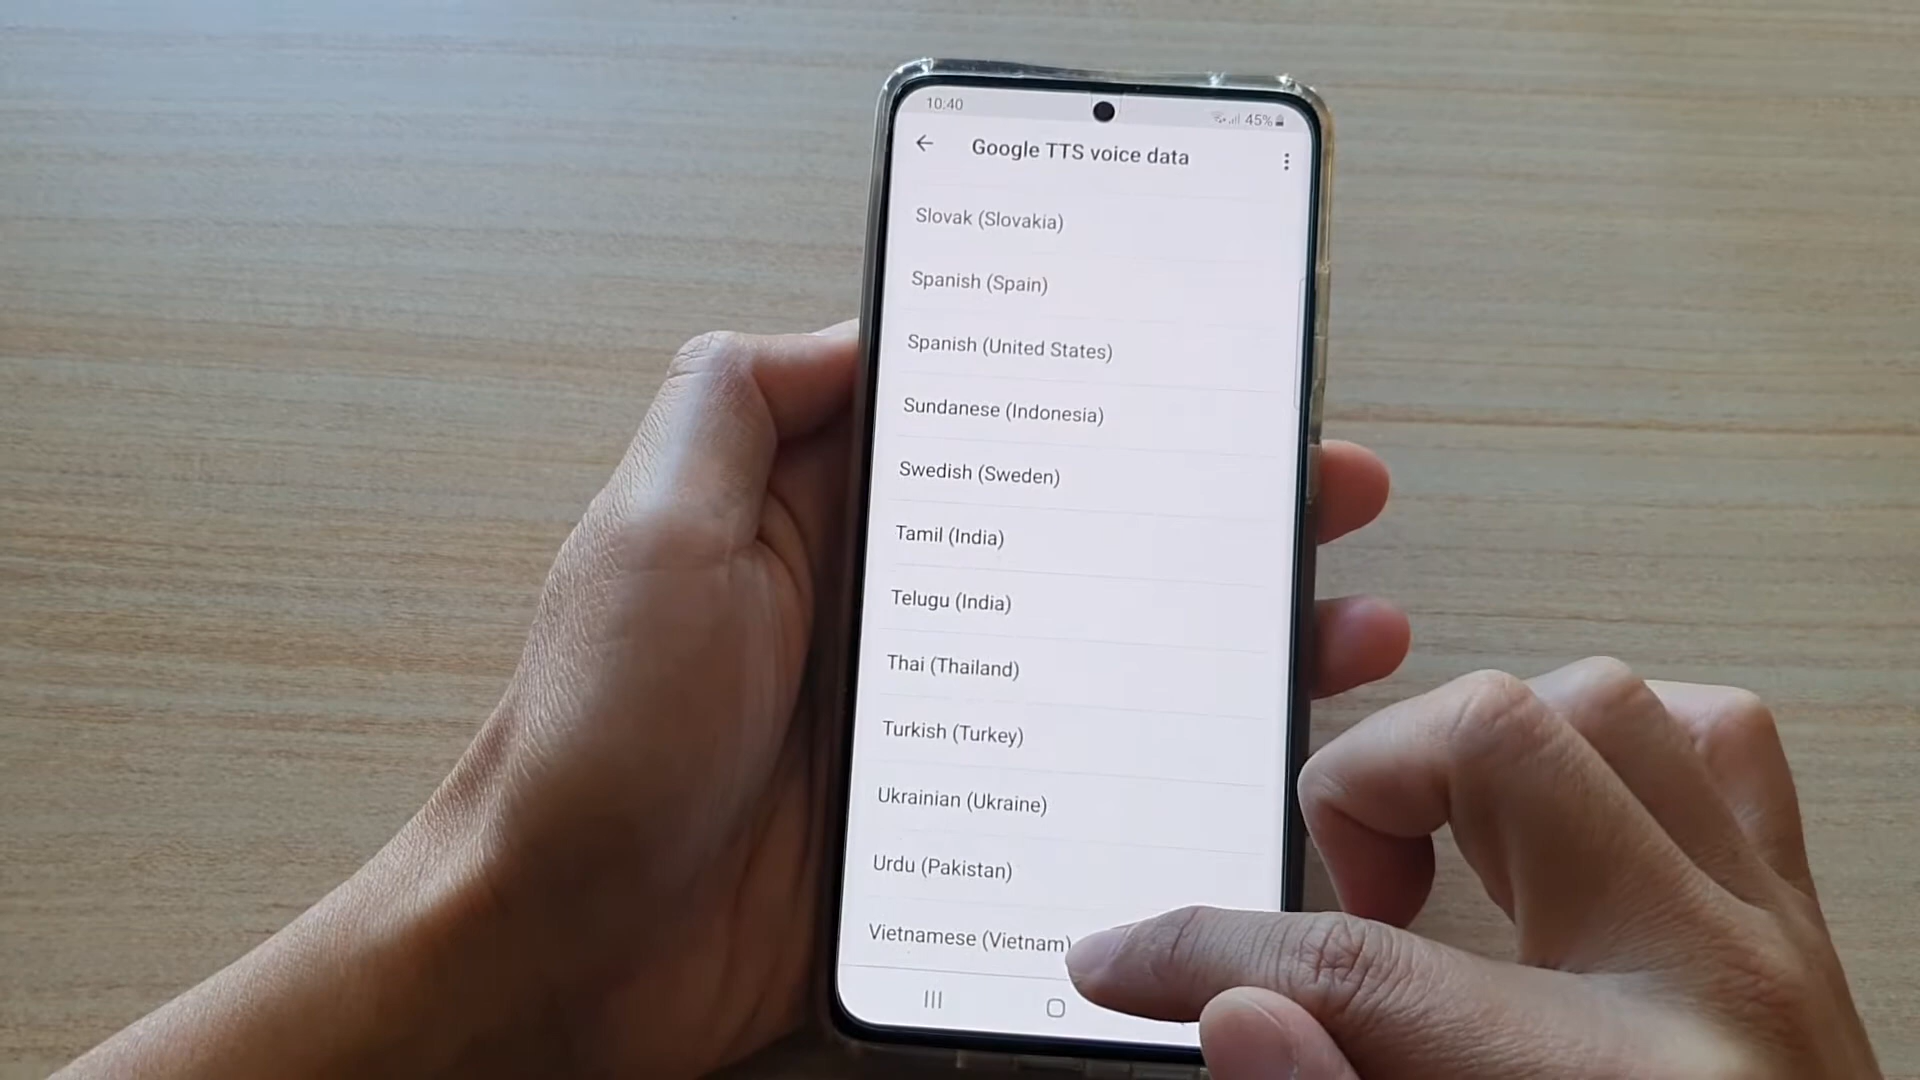 10:40
45%
Google TTS voice data
Slovak (Slovakia)
Spanish (Spain)
Spanish (United States)
Sundanese (Indonesia)
Swedish (Sweden)
Tamil (India)
Telugu (India)
Thai (Thailand)
Turkish (Turkey)
Ukrainian (Ukraine)
Urdu (Pakistan)
Vietnamese (Vietnam)